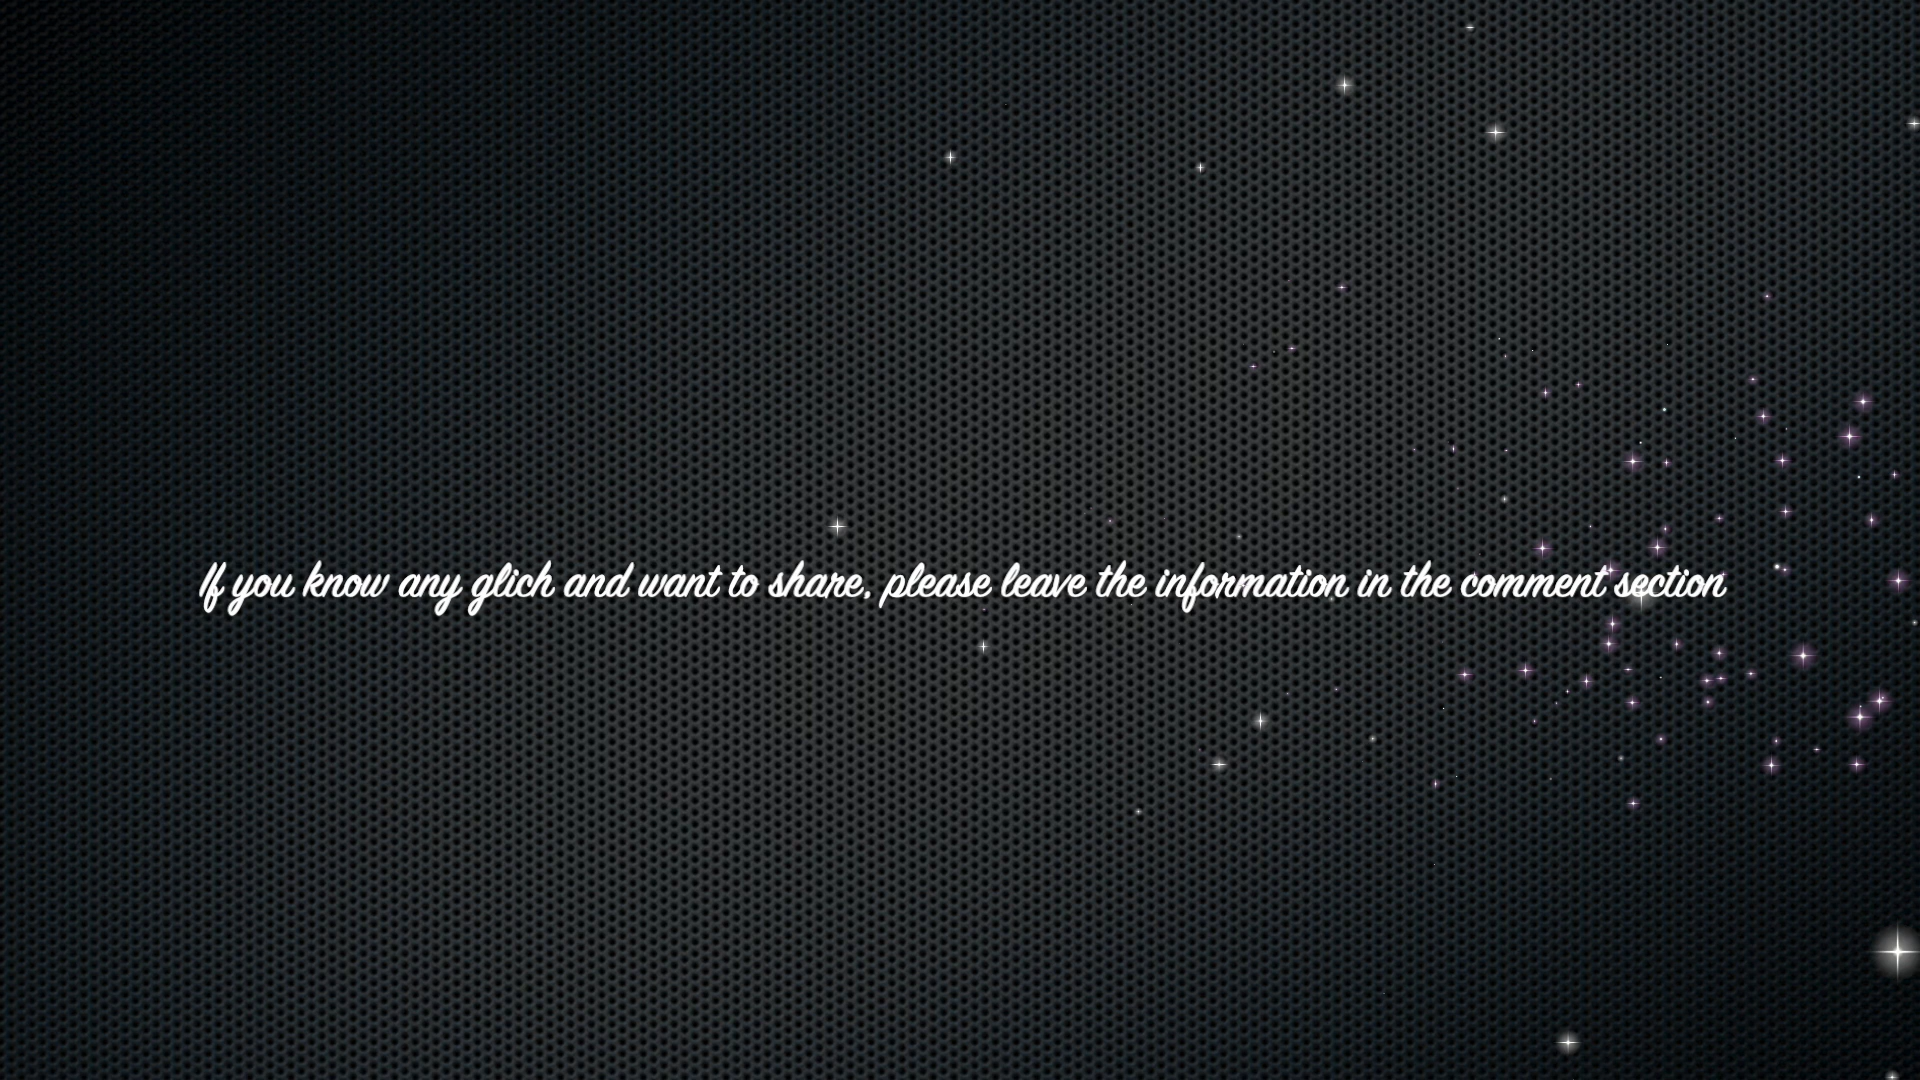 If you know any glich and want to share, please leave the information in the comment section